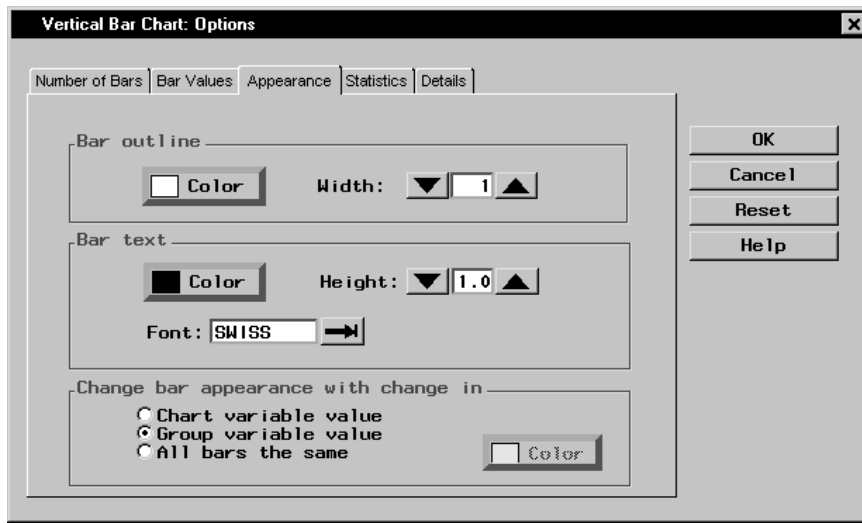 Vertical Bar Chart: Options
Number of Bars Bar Values Appearance Statistics Details
Bar outline
Color Width: 1
Bar text
Color Height: 1.0
Font: SWISS
Change bar appearance with change in
Chart variable value
Group variable value
All bars the same
Color
OK
Cancel
Reset
Help